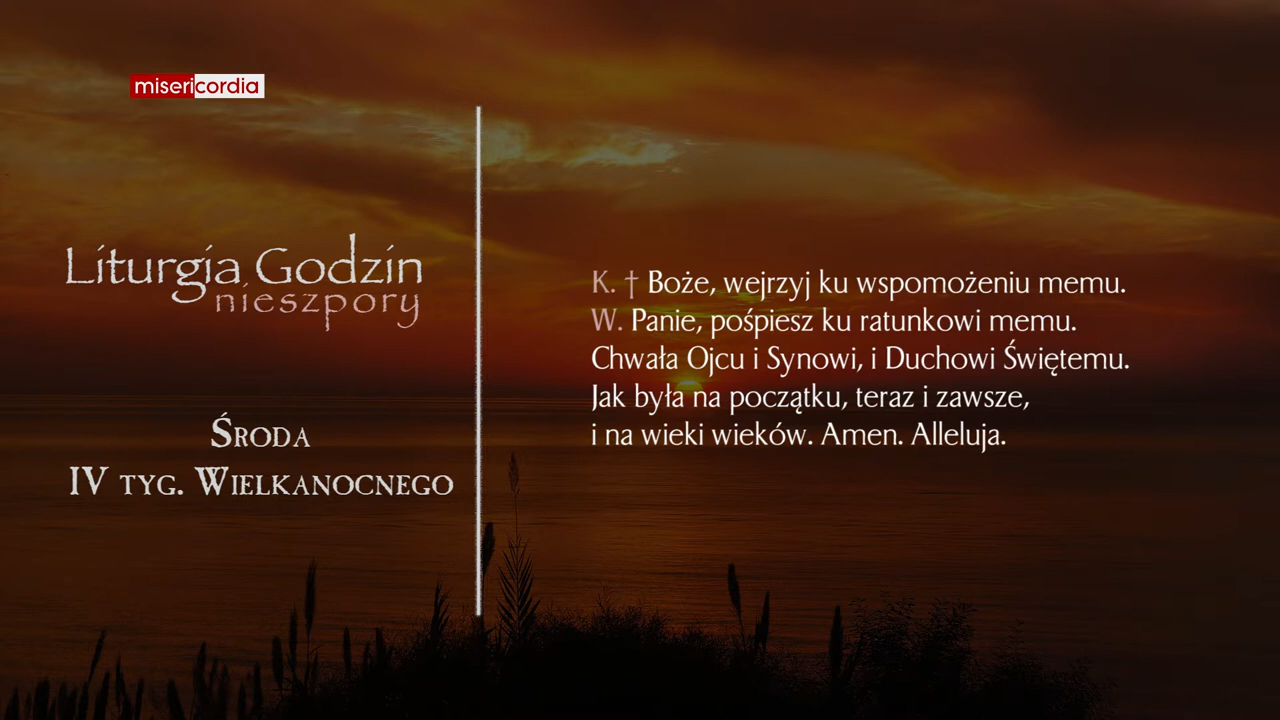 misericordia
Liturgia Godzin
nieszpory
Środa
IV tyg. Wielkanocnego
K. † Boże, wejrzyj ku wspomożeniu memu.
W. Panie, pośpiesz ku ratunkowi memu.
Chwała Ojcu i Synowi, i Duchowi Świętemu.
Jak była na początku, teraz i zawsze,
i na wieki wieków. Amen. Alleluja.